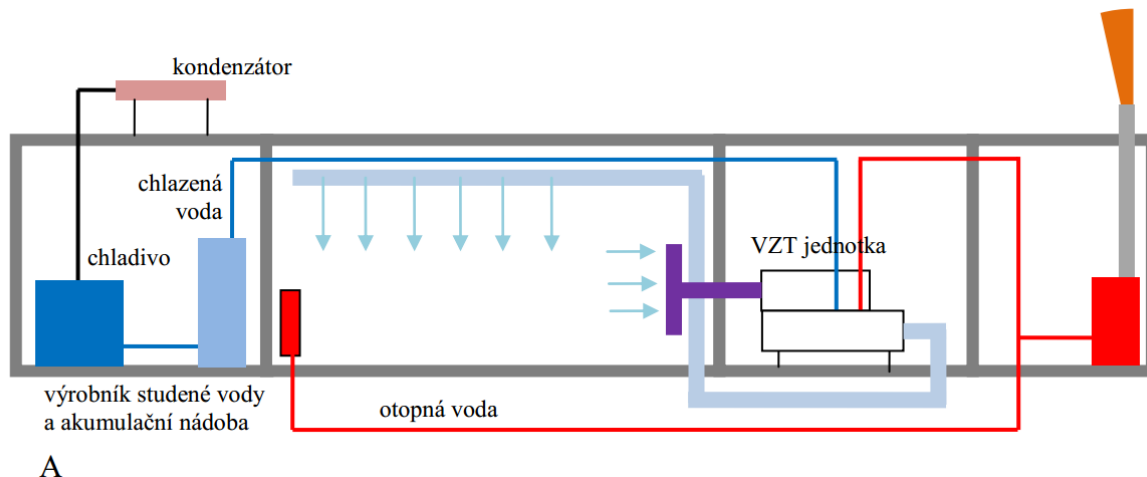 kondenzátor
chlazená
voda
chladivo
VZT jednotka
výrobník studené vody
a akumulační nádoba
otopná voda
A